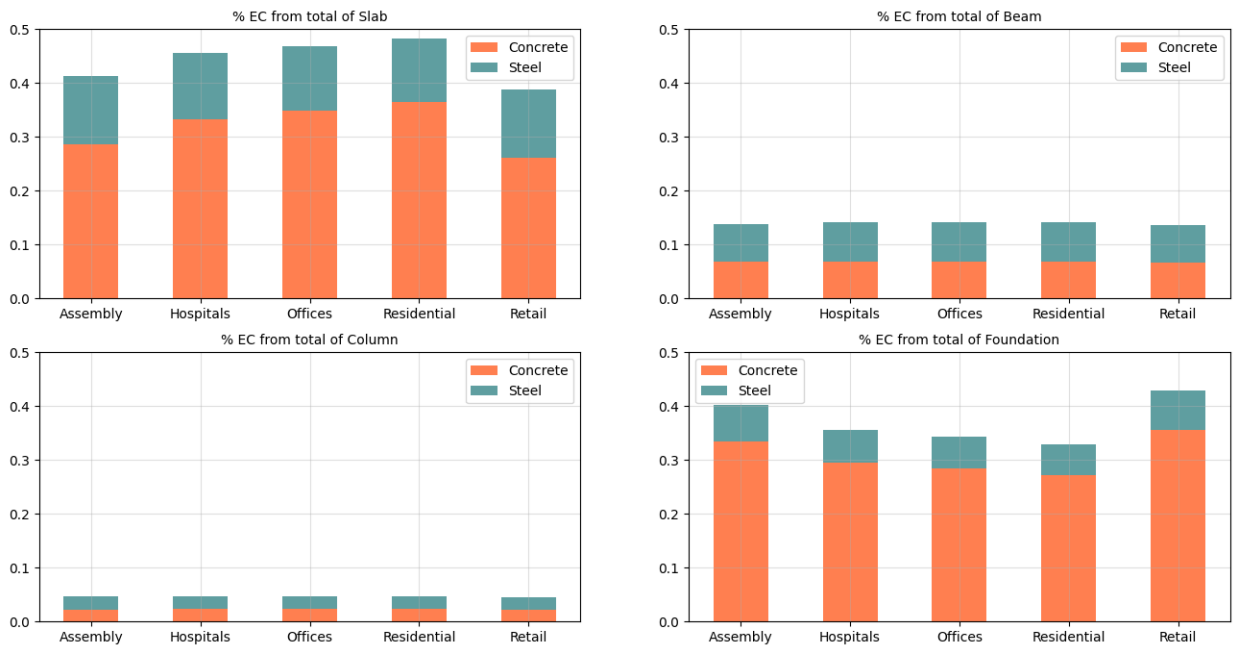 % EC from total of Slab
0.5
0.4
0.3
0.2
0.1
0.0
Concrete
Steel
Assembly Hospitals Offices Residential Retail
% EC from total of Beam
0.5
0.4
0.3
0.2
0.1
0.0
Concrete
Steel
Assembly Hospitals Offices Residential Retail
% EC from total of Column
0.5
0.4
0.3
0.2
0.1
0.0
Concrete
Steel
Assembly Hospitals Offices Residential Retail
% EC from total of Foundation
0.5
0.4
0.3
0.2
0.1
0.0
Concrete
Steel
Assembly Hospitals Offices Residential Retail